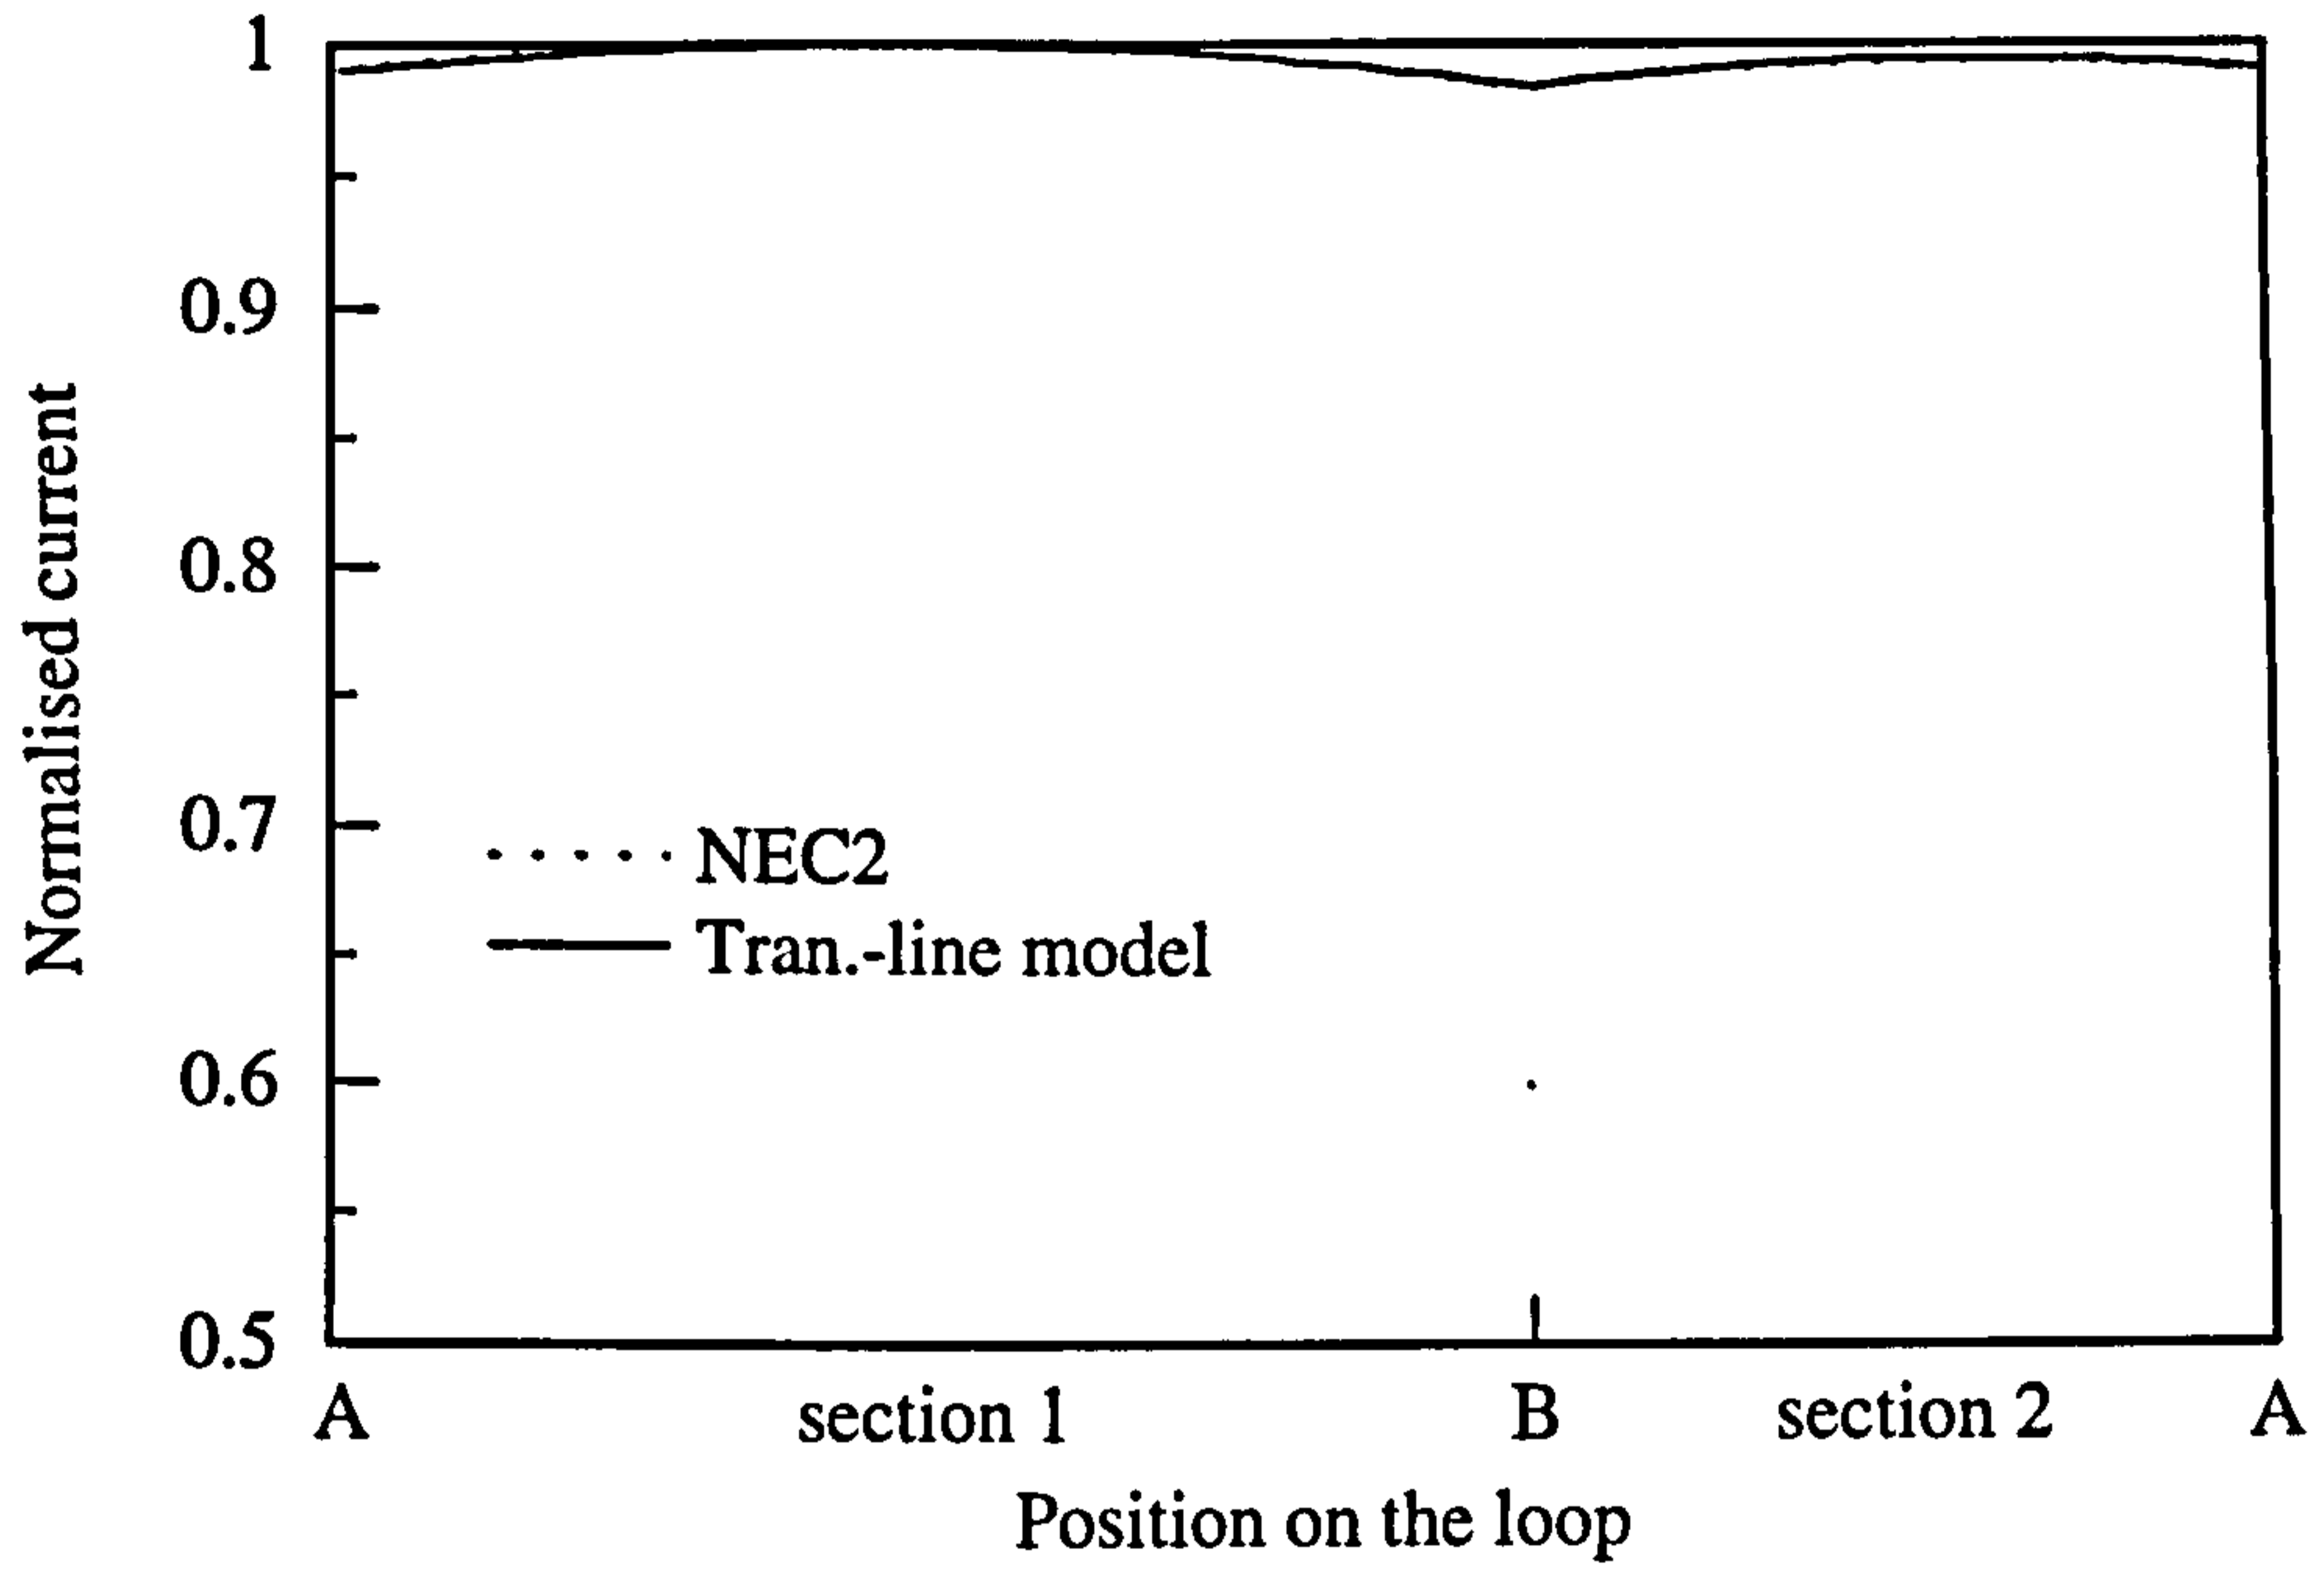 1
0.9
0.8
0.7
0.6
0.5
Normalised current
NEC2
Tran.-line model
A section 1 B section 2 A
Position on the loop